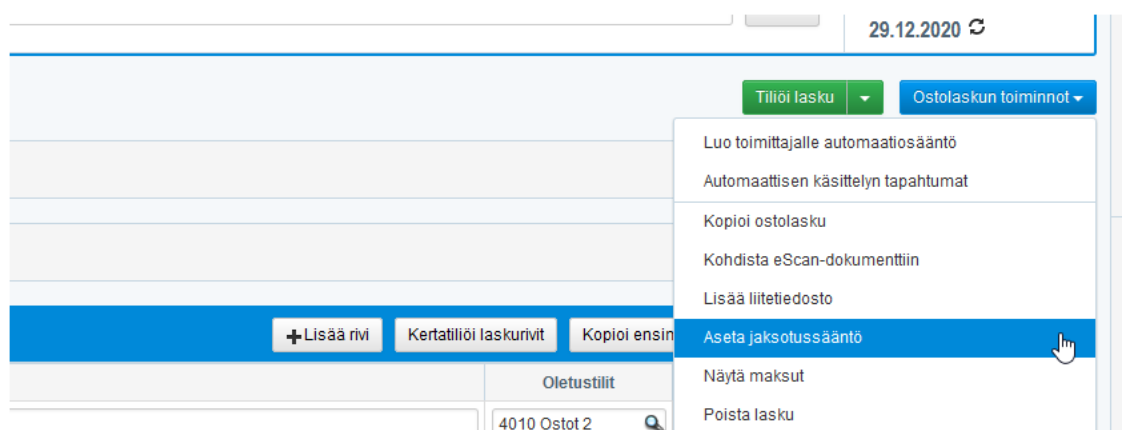 29.12.2020
Tiliöi lasku
Ostolaskun toiminnot
Luo toimittajalle automaatiosääntö
Automaattisen käsittelyn tapahtumat
Kopioi ostolasku
Kohdista eScan-dokumenttiin
Lisää liitetiedosto
Aseta jaksotussääntö
Näytä maksut
Poista lasku
+Lisää rivi
Kertatiliöi laskurivit
Kopioi ensin
Oletustilit
4010 Ostot 2